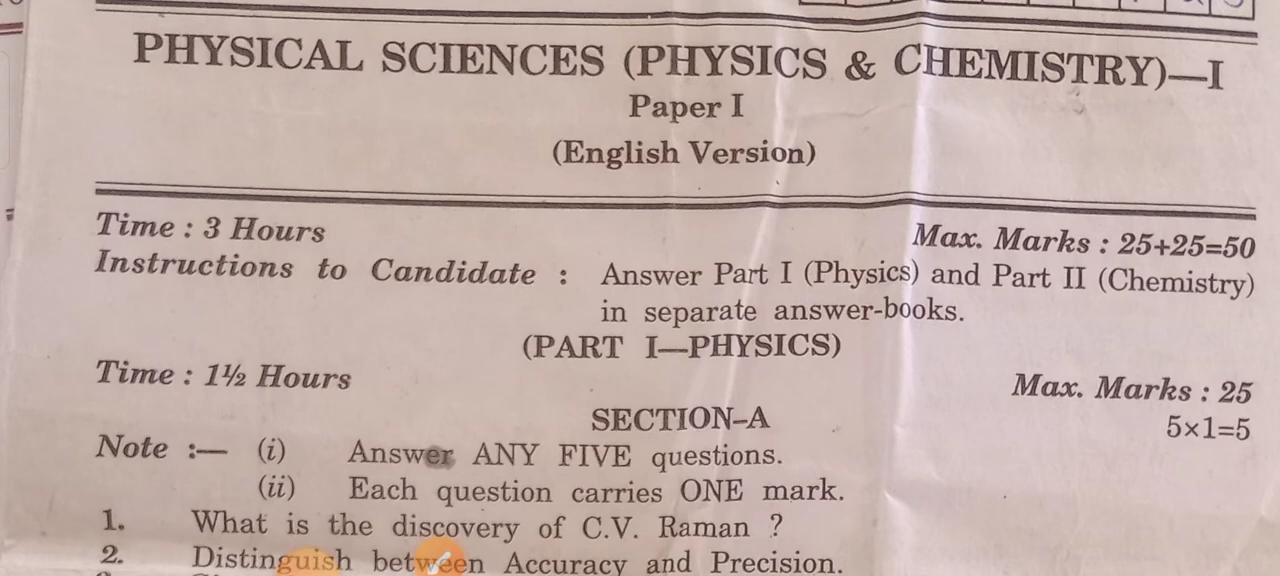 PHYSICAL SCIENCES (PHYSICS & CHEMISTRY)—I
Paper I
(English Version)
Time : 3 Hours Max. Marks : 25+25=50
Instructions to Candidate : Answer Part I (Physics) and Part II (Chemistry)
in separate answer-books.
(PART I—PHYSICS)
Time : 1½ Hours Max. Marks : 25
SECTION–A 5×1=5
Note :— (i) Answer ANY FIVE questions.
(ii) Each question carries ONE mark.
1. What is the discovery of C.V. Raman ?
2. Distinguish between Accuracy and Precision.